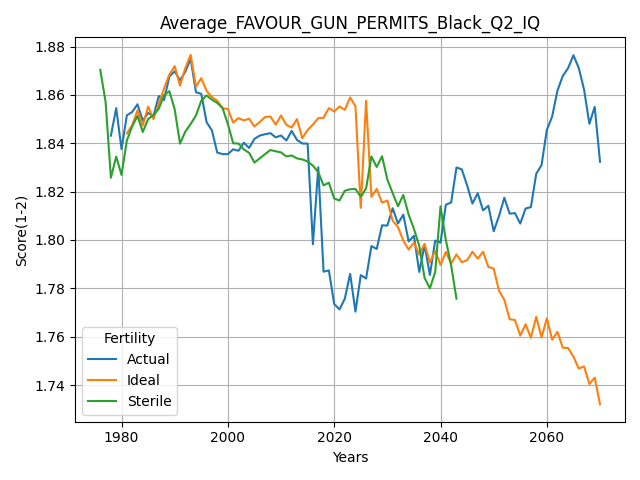 Average_FAVOUR_GUN_PERMITS_Black_Q2_IQ
1.88
1.86
1.84
1.82
1.80
1.78
1.76
1.74
Score(1-2)
Fertility
Actual
Ideal
Sterile
1980
2000
2020
2040
2060
Years